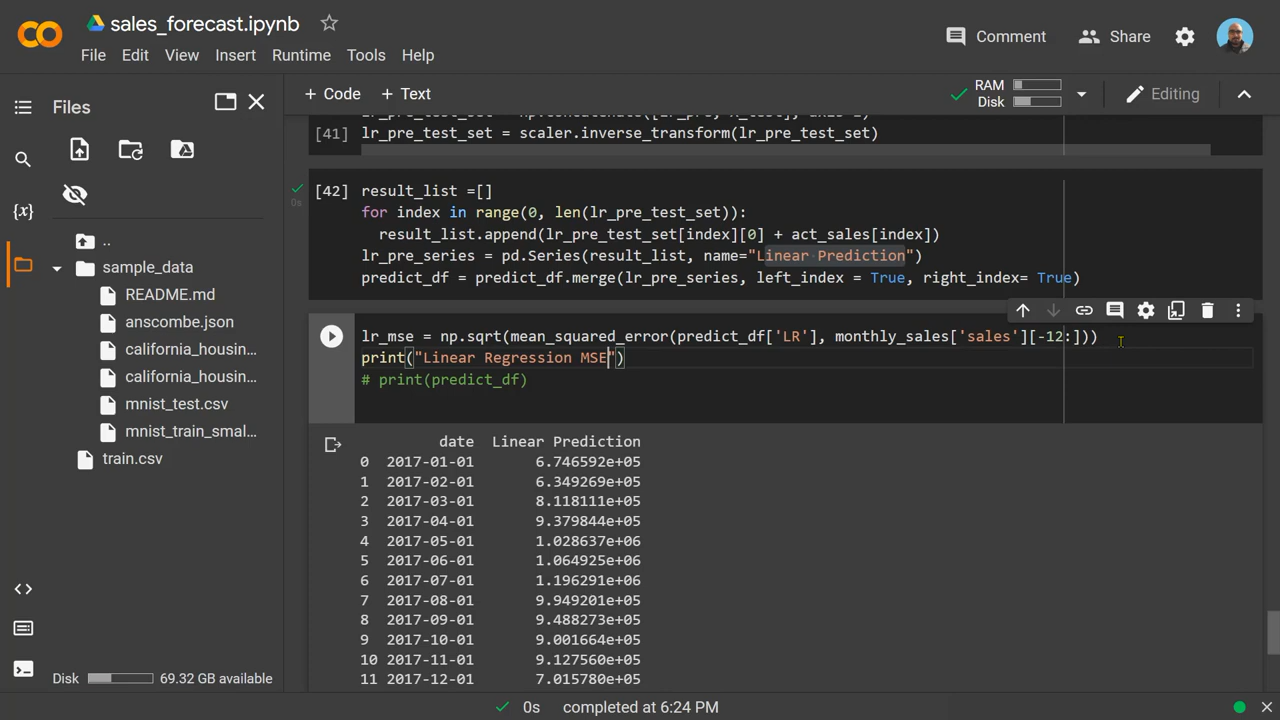 sales_forecast.ipynb
File Edit View Insert Runtime Tools Help
Comment Share
Files
+ Code + Text
RAM
Disk
Editing
[41] lr_pre_test_set = scaler.inverse_transform(lr_pre_test_set)
..
sample_data
README.md
anscombe.json
california_housin...
california_housin...
mnist_test.csv
mnist_train_smal...
train.csv
[42] result_list =[]
0s
for index in range(0, len(lr_pre_test_set)):
result_list.append(lr_pre_test_set[index][0] + act_sales[index])
lr_pre_series = pd.Series(result_list, name="Linear Prediction")
predict_df = predict_df.merge(lr_pre_series, left_index = True, right_index= True)
lr_mse = np.sqrt(mean_squared_error(predict_df['LR'], monthly_sales['sales'][-12:]))
print("Linear Regression MSE")
# print(predict_df)
date Linear Prediction
0 2017-01-01 6.746592e+05
1 2017-02-01 6.349269e+05
2 2017-03-01 8.118111e+05
3 2017-04-01 9.379844e+05
4 2017-05-01 1.028637e+06
5 2017-06-01 1.064925e+06
6 2017-07-01 1.196291e+06
7 2017-08-01 9.949201e+05
8 2017-09-01 9.488273e+05
9 2017-10-01 9.001664e+05
10 2017-11-01 9.127560e+05
11 2017-12-01 7.015780e+05
Disk 69.32 GB available
0s completed at 6:24 PM